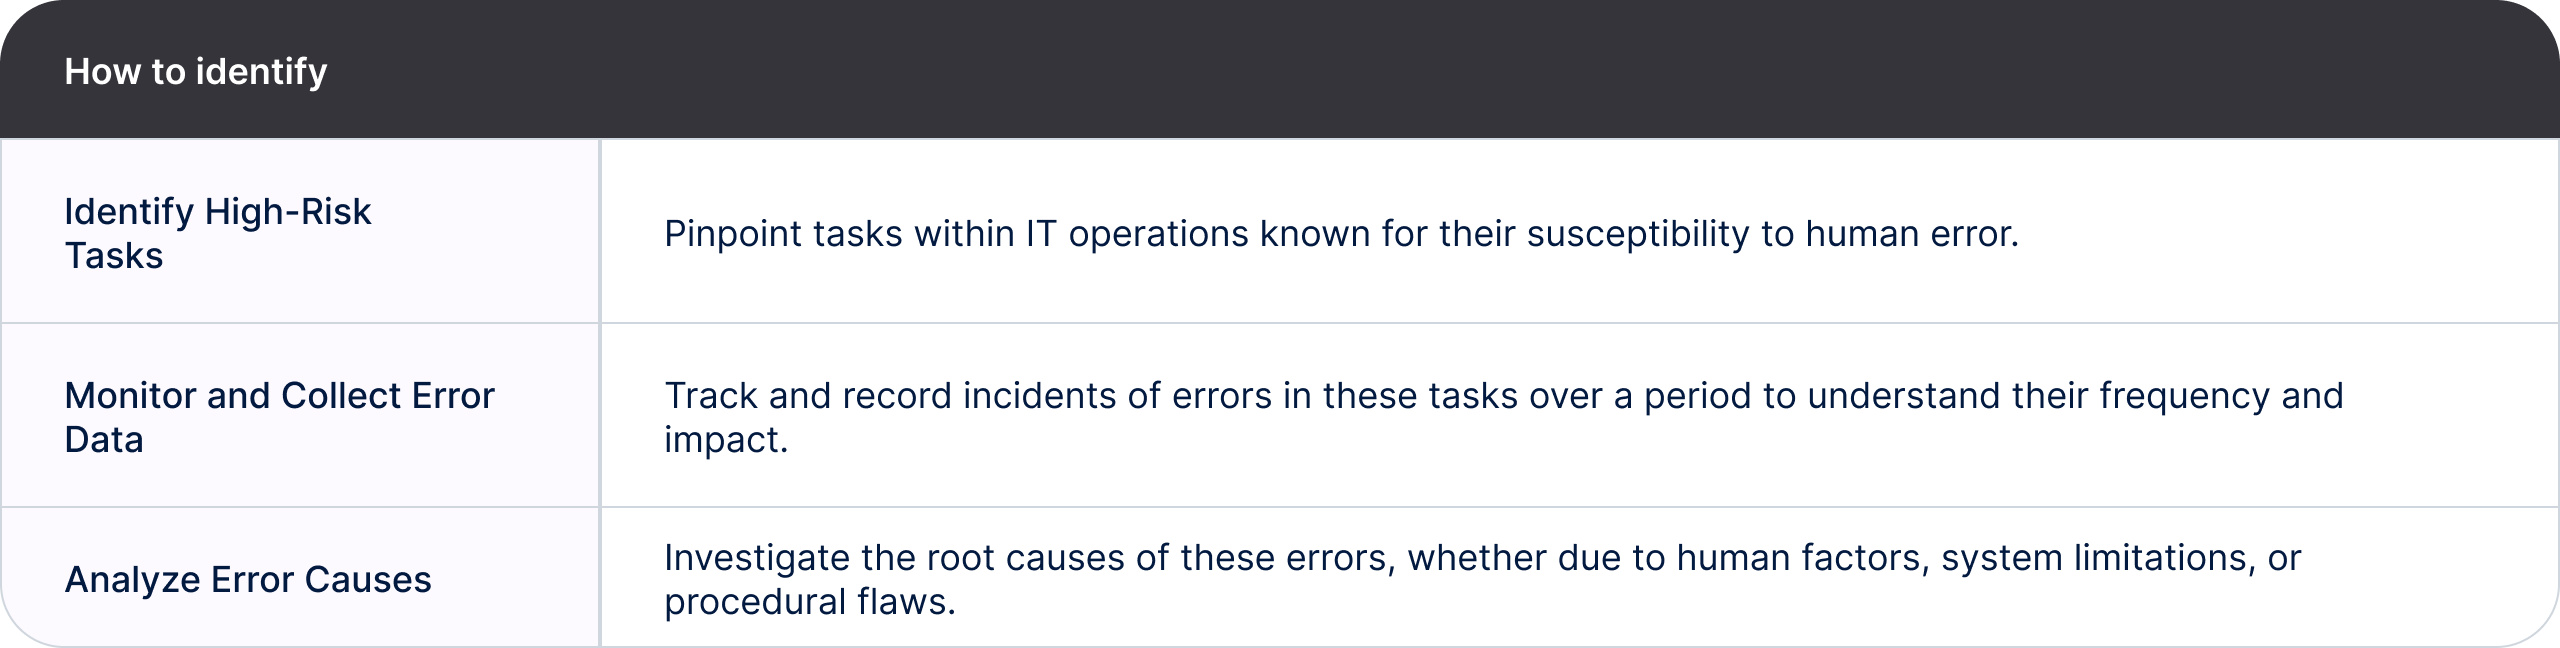 How to identify
Identify High-Risk
Tasks
Pinpoint tasks within IT operations known for their susceptibility to human error.
Monitor and Collect Error
Data
Track and record incidents of errors in these tasks over a period to understand their frequency and
impact.
Analyze Error Causes
Investigate the root causes of these errors, whether due to human factors, system limitations, or
procedural flaws.